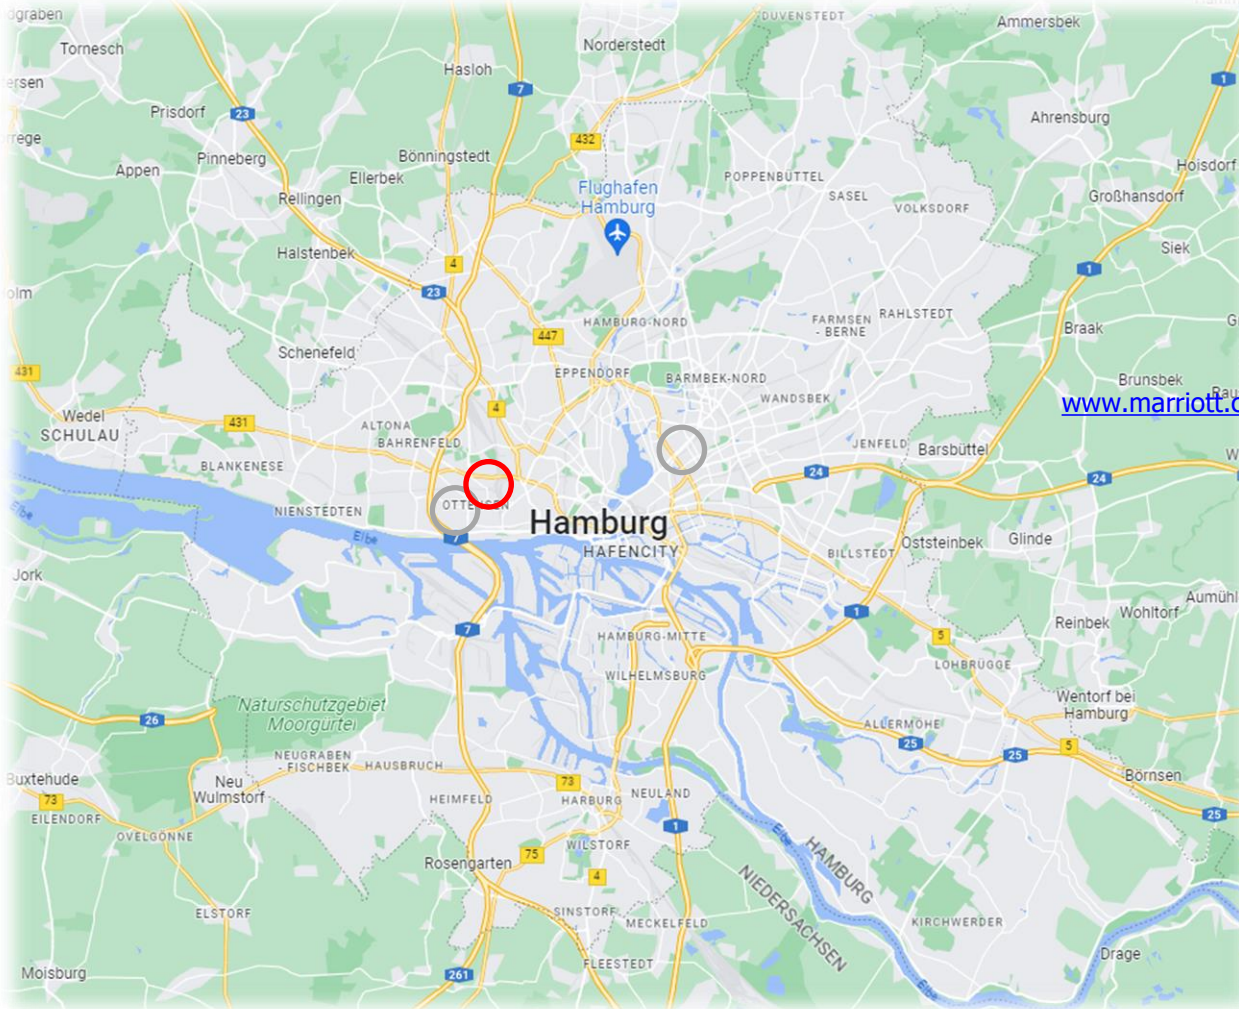 DUVENSTEDT
Ammersbek
Tornesch
Norderstedt
Hasloh
7
1
Prisdorf
23
Ahrensburg
432
Bönningstedt
Pinneberg
Hoisdorf
Appen
Ellerbek
POPPENBÜTTEL
Flughafen
Hamburg
SASEL
Großhansdorf
Rellingen
VOLKSDORF
Siek
Halstenbek
4
1
23
HAMBURG-NORD
FARMSEN
- BERNE
RAHLSTEDT
Braak
447
Schenefeld
431
EPPENDORF
BARMBEK-NORD
Brunsbek
WANDSBEK
www.marriott.c
4
Wedel
SCHULAU
431
ALTONA
BAHRENFELD
JENFELD
Barsbüttel
BLANKENESE
24
24
OTTENSEN
NIENSTEDTEN
Elbe
Hamburg
HAFENCITY
Elbe
7
BILLSTEDT
Oststeinbek
Glinde
Jork
Aumühl
1
Wohltorf
Reinbek
7
HAMBURG-MITTE
5
LOHBRÜGGE
WILHELMSBURG
Wentorf bei
Hamburg
Naturschutzgebiet
Moorgürtel
26
ALLERMÖHE
25
25
5
NEUGRABEN
- FISCHBEK
HAUSBRUCH
Buxtehude
Neu
Wulmstorf
73
Börnsen
73
HEIMFELD
HARBURG
NEULAND
EILENDORF
25
OVELGÖNNE
1
Elbe
WILSTORF
75
Rosengarten
4
HAMBURG
NIEDERSACHSEN
ELSTORF
SINSTORF
MECKELFELD
KIRCHWERDER
Drage
FLEESTEDT
Moisburg
261
Elbe